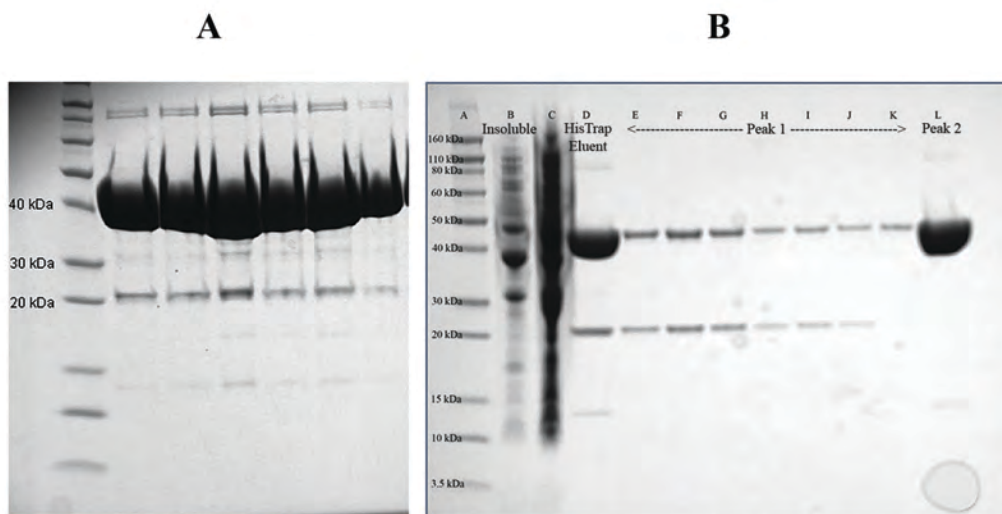 A
B
40 kDa
30 kDa
20 kDa
A B C D E F G H I J K L
Insoluble HisTrap <---------------- Peak 1 ----------------> Peak 2
Eluent
160 kDa
110 kDa
80 kDa
60 kDa
50 kDa
40 kDa
30 kDa
20 kDa
15 kDa
10 kDa
3.5 kDa